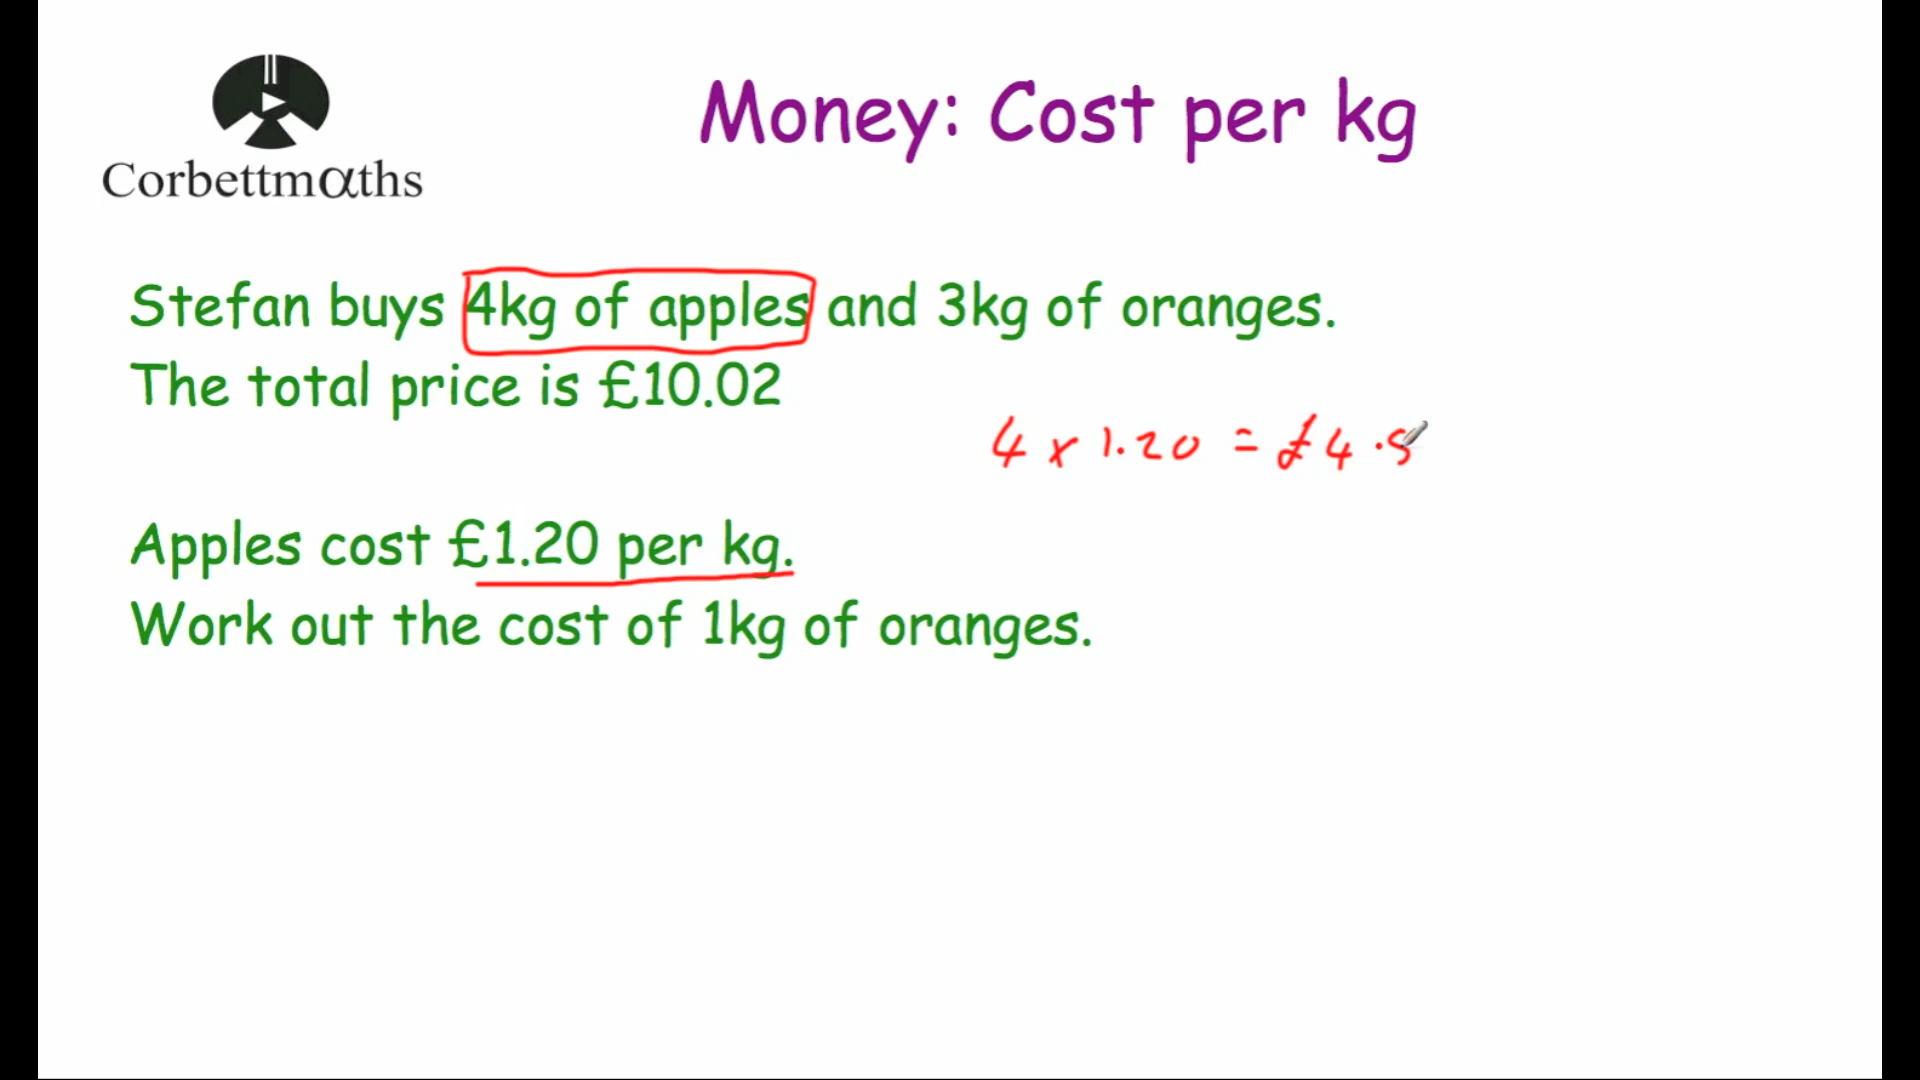 Corbettmαths
Money: Cost per kg
Stefan buys 4kg of apples and 3kg of oranges.
The total price is £10.02
4 x 1.20 = £4.
Apples cost £1.20 per kg.
Work out the cost of 1kg of oranges.